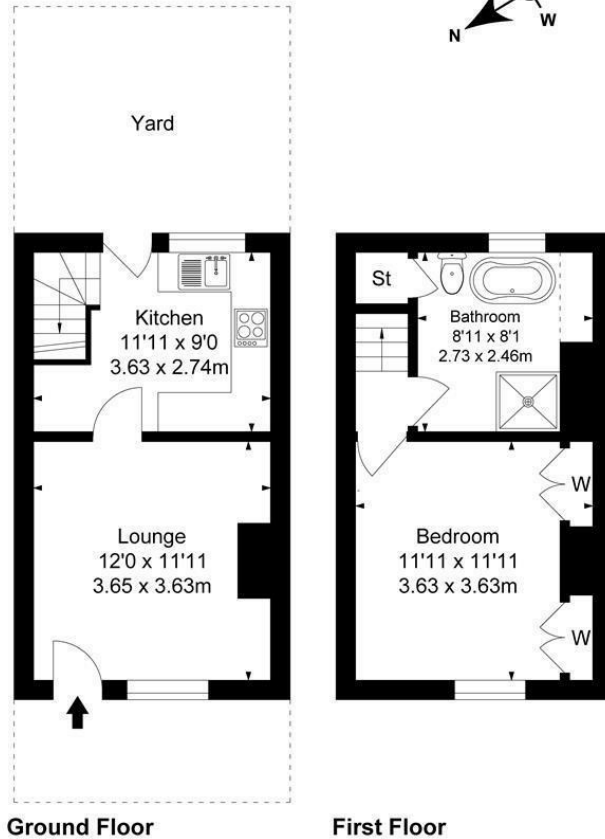 N
W
Yard
Kitchen
11'11 x 9'0
3.63 x 2.74m
Lounge
12'0 x 11'11
3.65 x 3.63m
Ground Floor
St
Bathroom
8'11 x 8'1
2.73 x 2.46m
W
Bedroom
11'11 x 11'11
3.63 x 3.63m
W
First Floor